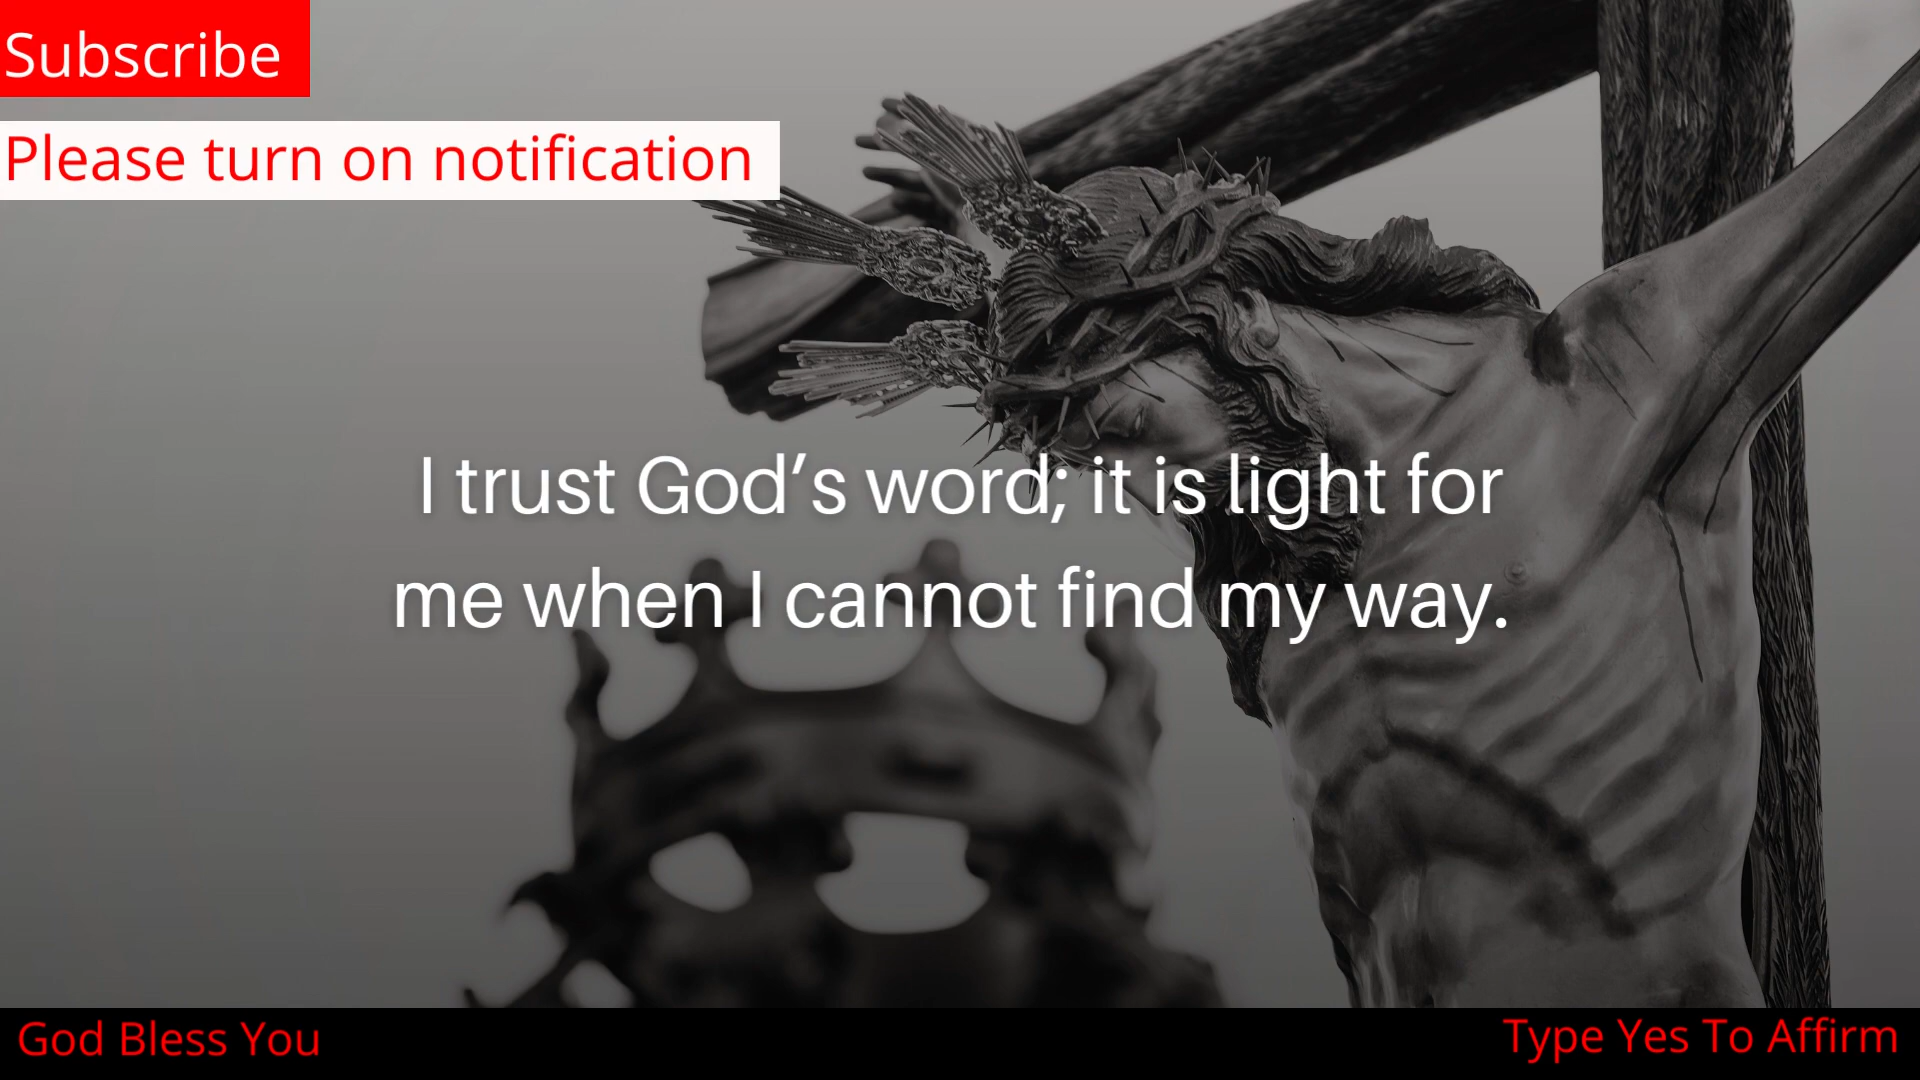 Subscribe
Please turn on notification
I trust God’s word; it is light for
me when I cannot find my way.
God Bless You
Type Yes To Affirm